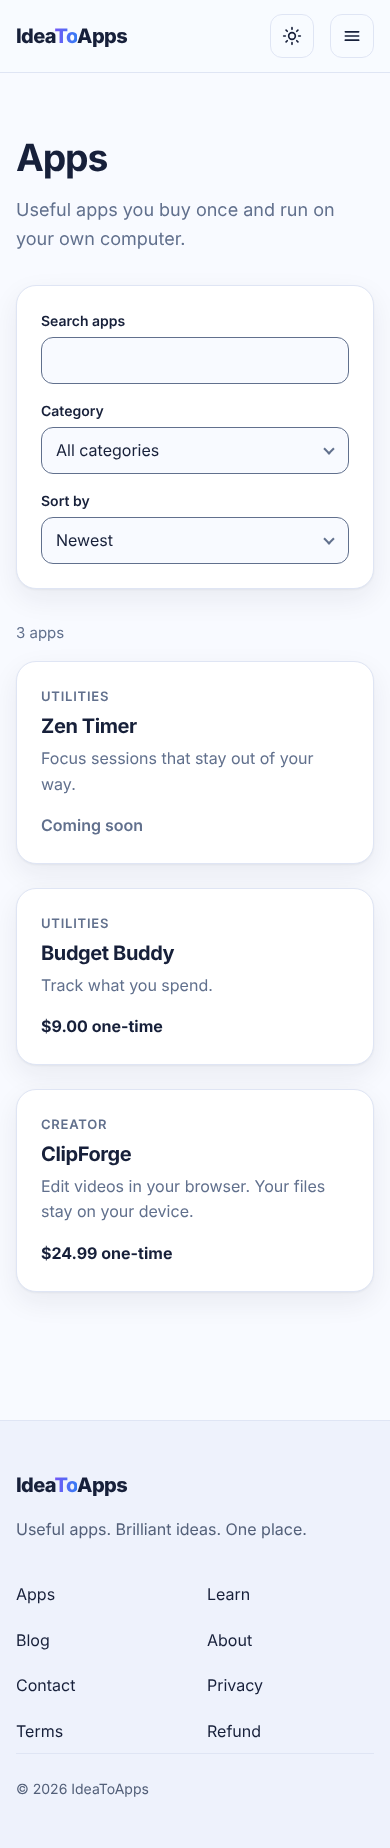 IdeaToApps
Apps
Useful apps you buy once and run on
your own computer.
Search apps
Category
All categories
Sort by
Newest
3 apps
UTILITIES
Zen Timer
Focus sessions that stay out of your
way.
Coming soon
UTILITIES
Budget Buddy
Track what you spend.
$9.00 one-time
CREATOR
ClipForge
Edit videos in your browser. Your files
stay on your device.
$24.99 one-time
IdeaToApps
Useful apps. Brilliant ideas. One place.
Apps Learn
Blog About
Contact Privacy
Terms Refund
© 2026 IdeaToApps